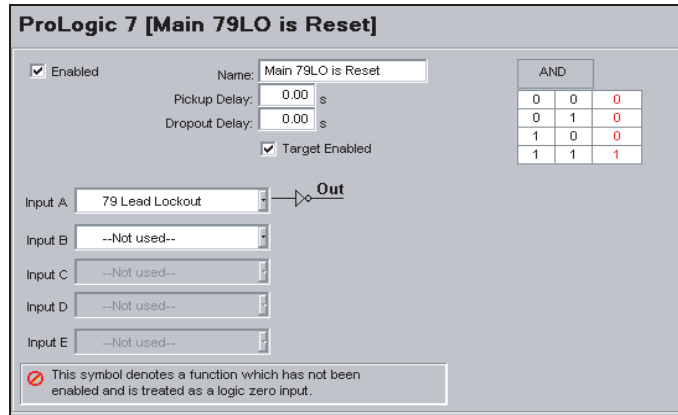 ProLogic 7 [Main 79LO is Reset]
Enabled
Name: Main 79LO is Reset
Pickup Delay: 0.00 s
Dropout Delay: 0.00 s
Target Enabled
AND
0 0 0
0 1 0
1 0 0
1 1 1
Input A 79 Lead Lockout
Out
Input B --Not used--
Input C --Not used--
Input D --Not used--
Input E --Not used--
This symbol denotes a function which has not been
enabled and is treated as a logic zero input.